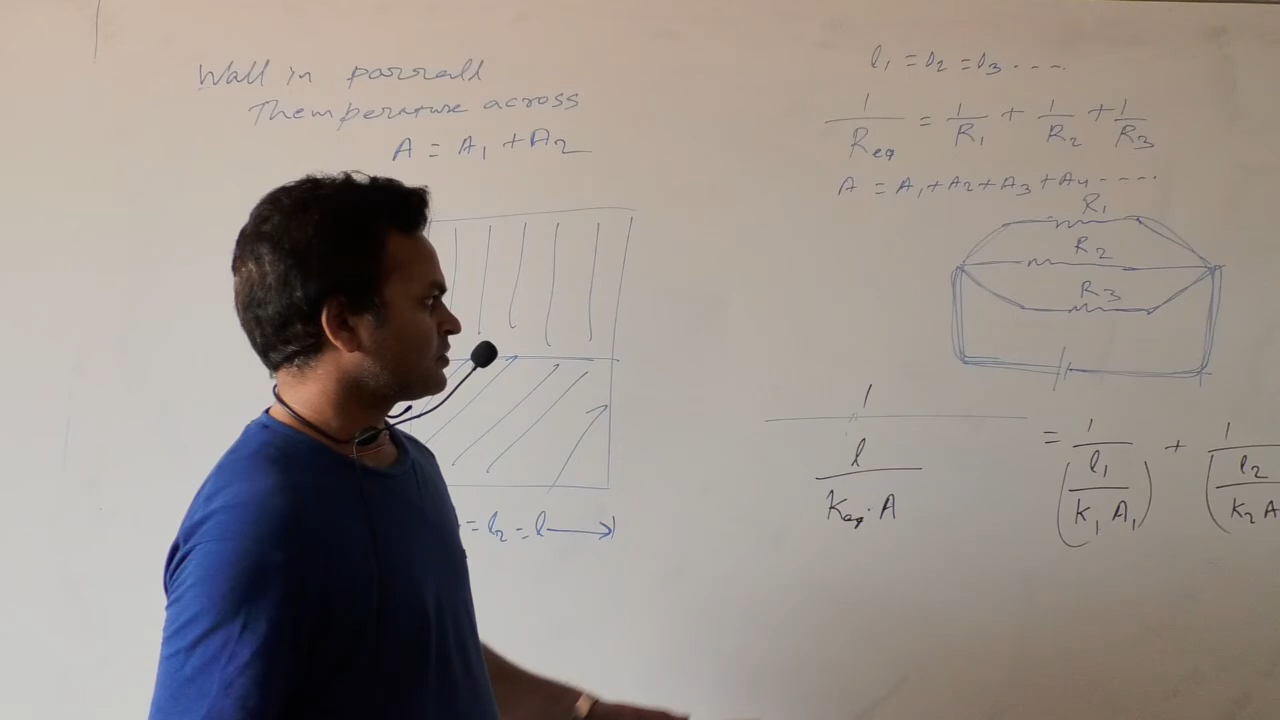 Wall in parrall
Themperature across
A = A₁ + A₂
= l₂ = l
l₁ = l₂ = l₃ ....
1/Req = 1/R₁ + 1/R₂ + 1/R₃
A = A₁ + A₂ + A₃ + A₄ ....
R₁
R₂
R₃
1/(l/(Keq · A)) = 1/(l₁/(K₁ A₁)) + 1/(l₂/(K₂ A